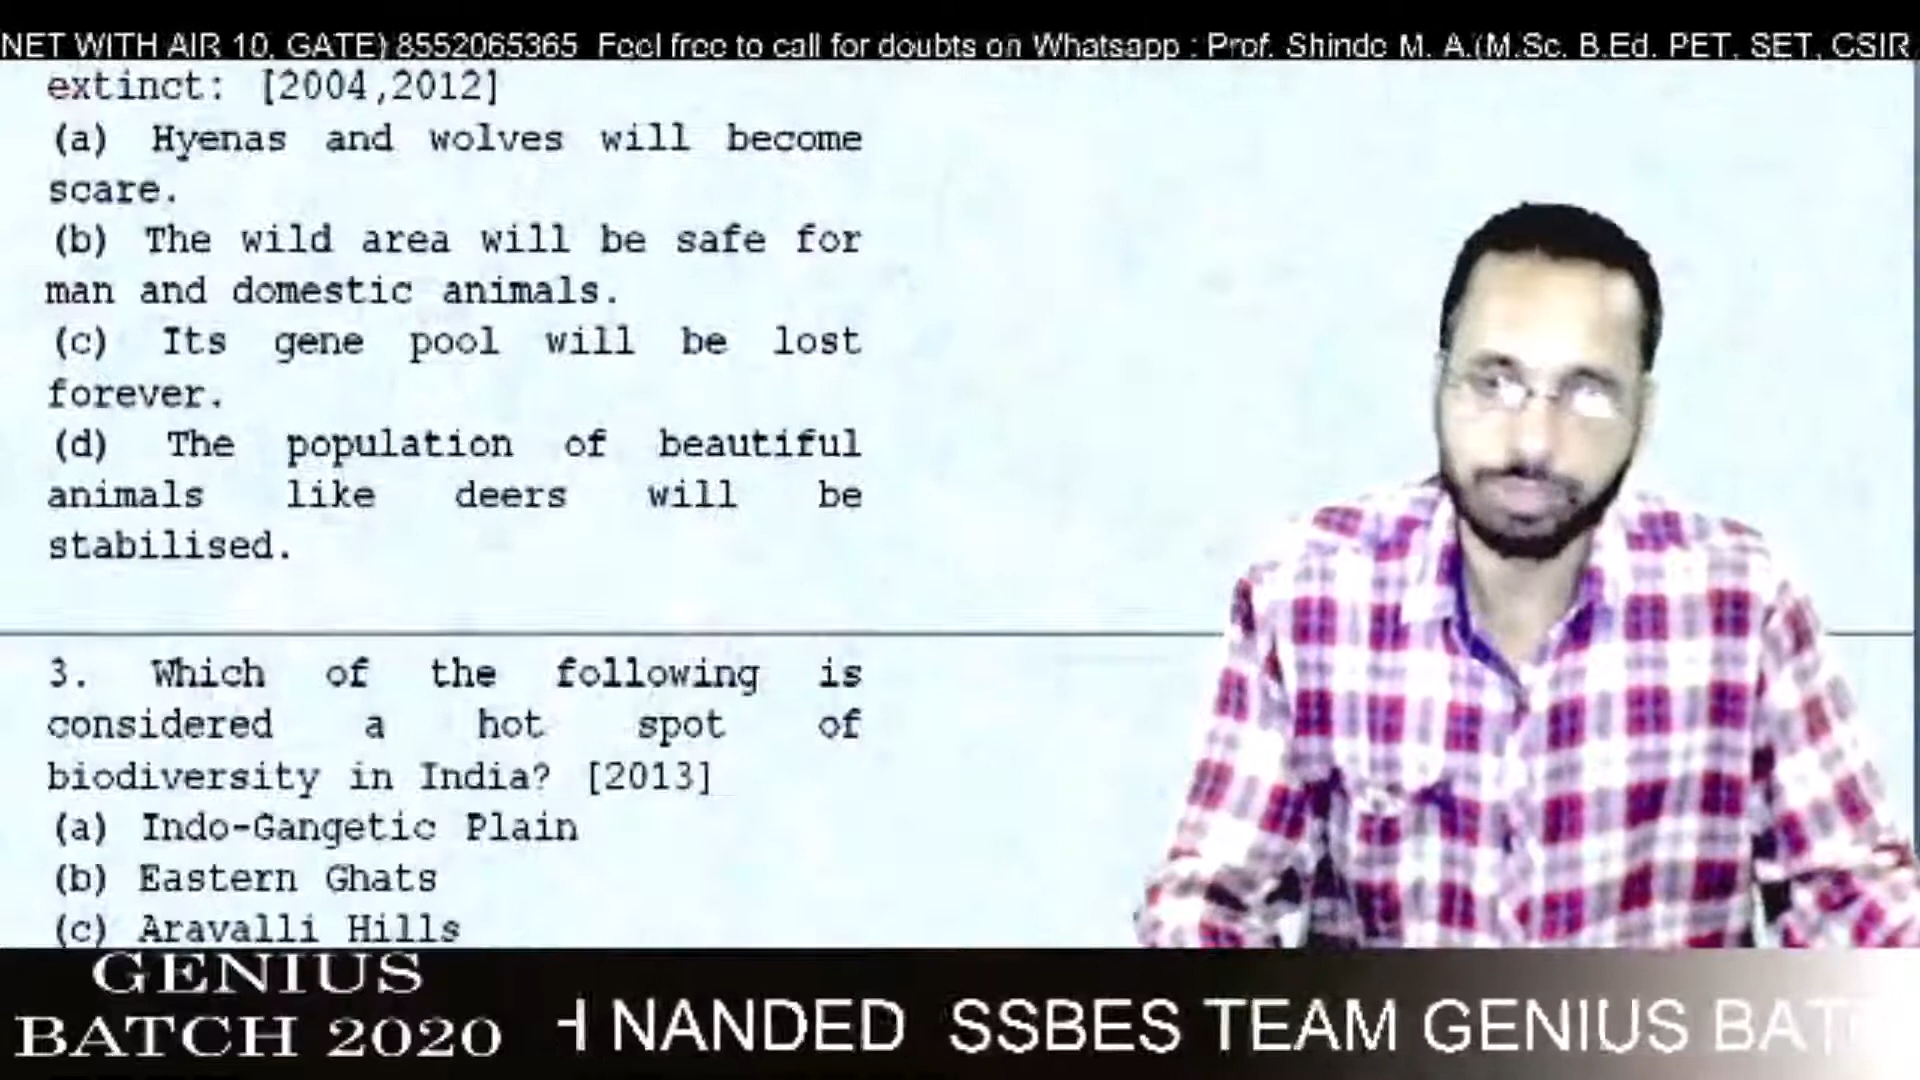 NET WITH AIR 10, GATE) 8552065365 Feel free to call for doubts on Whatsapp : Prof. Shinde M. A.(M.Sc. B.Ed. PET, SET, CSIR
extinct: [2004,2012]
(a) Hyenas and wolves will become
scare.
(b) The wild area will be safe for
man and domestic animals.
(c) Its gene pool will be lost
forever.
(d) The population of beautiful
animals like deers will be
stabilised.
3. Which of the following is
considered a hot spot of
biodiversity in India? [2013]
(a) Indo-Gangetic Plain
(b) Eastern Ghats
(c) Aravalli Hills
GENIUS
BATCH 2020
NANDED SSBES TEAM GENIUS